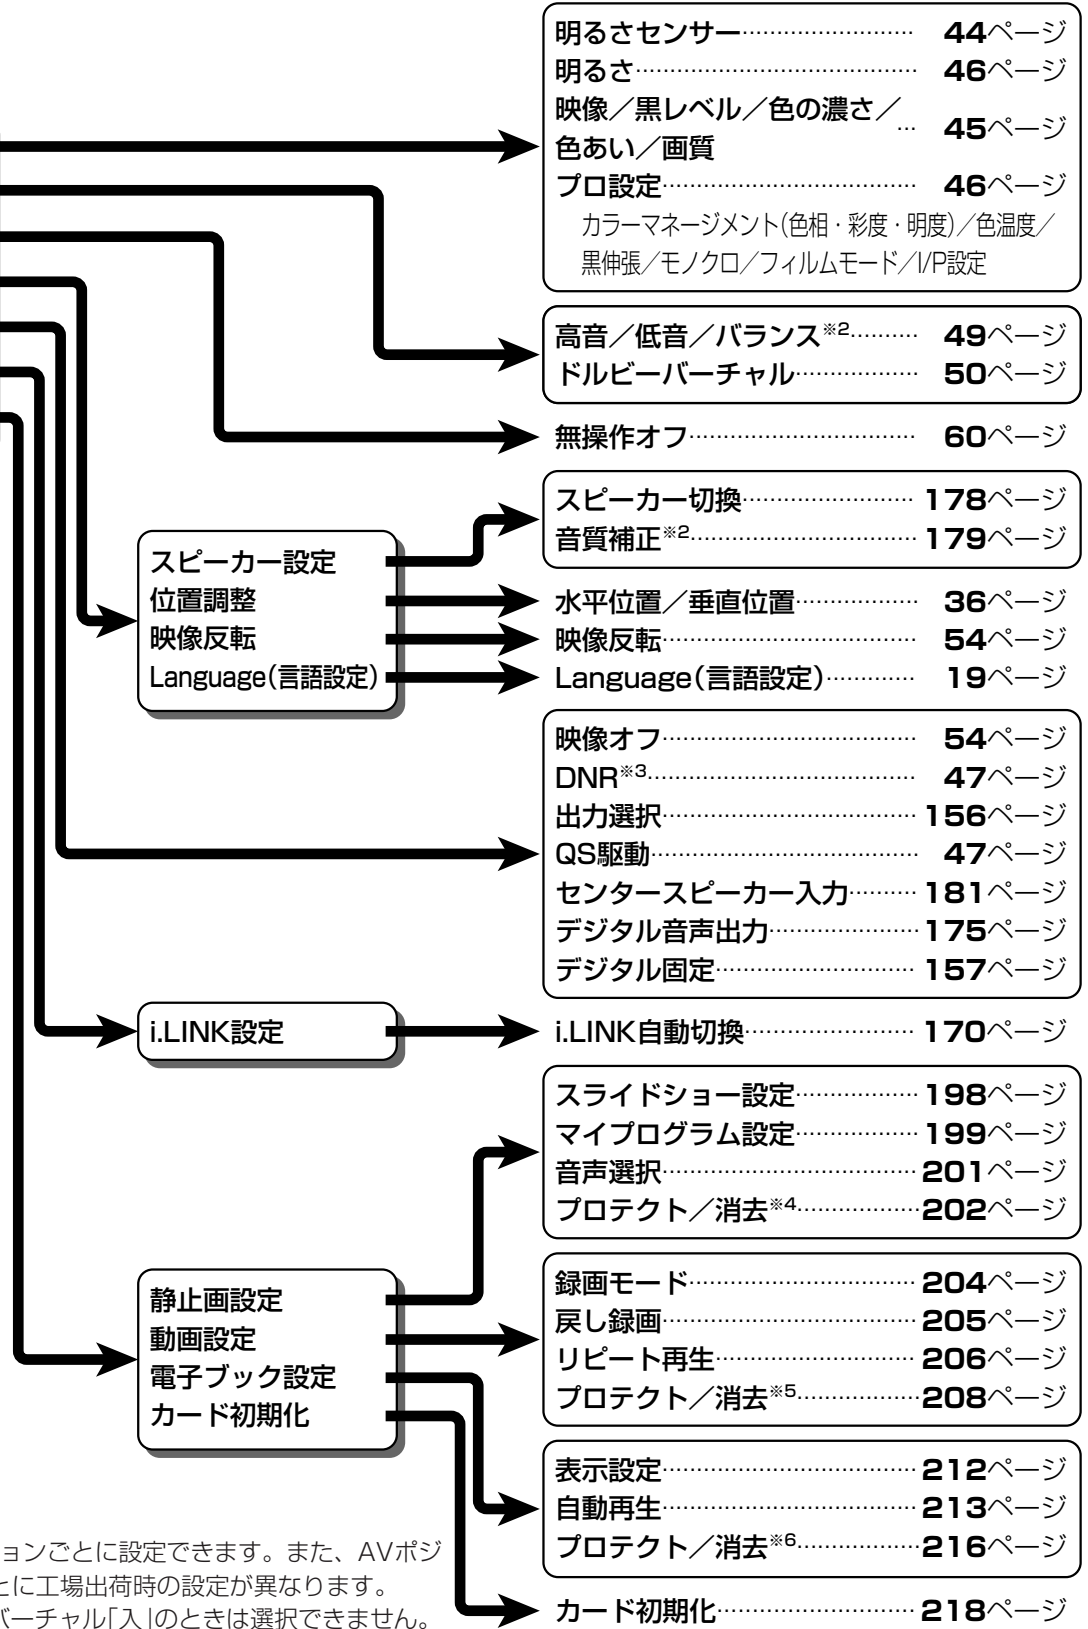 明るさセンサー……………………… 44ページ
明るさ…………………………………… 46ページ
映像／黒レベル／色の濃さ／
色あい／画質
… 45ページ
プロ設定………………………………… 46ページ
カラーマネージメント(色相・彩度・明度)／色温度／
黒伸張／モノクロ／フィルムモード／I/P設定
高音／低音／バランス※2………… 49ページ
ドルビーバーチャル……………… 50ページ
無操作オフ……………………………… 60ページ
スピーカー切換……………………… 178ページ
音質補正※2…………………………… 179ページ
スピーカー設定
位置調整
映像反転
Language(言語設定)
水平位置／垂直位置……………… 36ページ
映像反転………………………………… 54ページ
Language(言語設定)…………… 19ページ
映像オフ………………………………… 54ページ
DNR※3…………………………………… 47ページ
出力選択………………………………… 156ページ
QS駆動…………………………………… 47ページ
センタースピーカー入力………… 181ページ
デジタル音声出力………………… 175ページ
デジタル固定………………………… 157ページ
i.LINK設定
i.LINK自動切換…………………… 170ページ
スライドショー設定……………… 198ページ
マイプログラム設定……………… 199ページ
音声選択………………………………… 201ページ
プロテクト／消去※4……………… 202ページ
静止画設定
動画設定
電子ブック設定
カード初期化
録画モード…………………………… 204ページ
戻し録画………………………………… 205ページ
リピート再生………………………… 206ページ
プロテクト／消去※5……………… 208ページ
表示設定………………………………… 212ページ
自動再生………………………………… 213ページ
プロテクト／消去※6……………… 216ページ
カード初期化………………………… 218ページ
ョンごとに設定できます。また、AVポジ
とに工場出荷時の設定が異なります。
バーチャル「入」のときは選択できません。